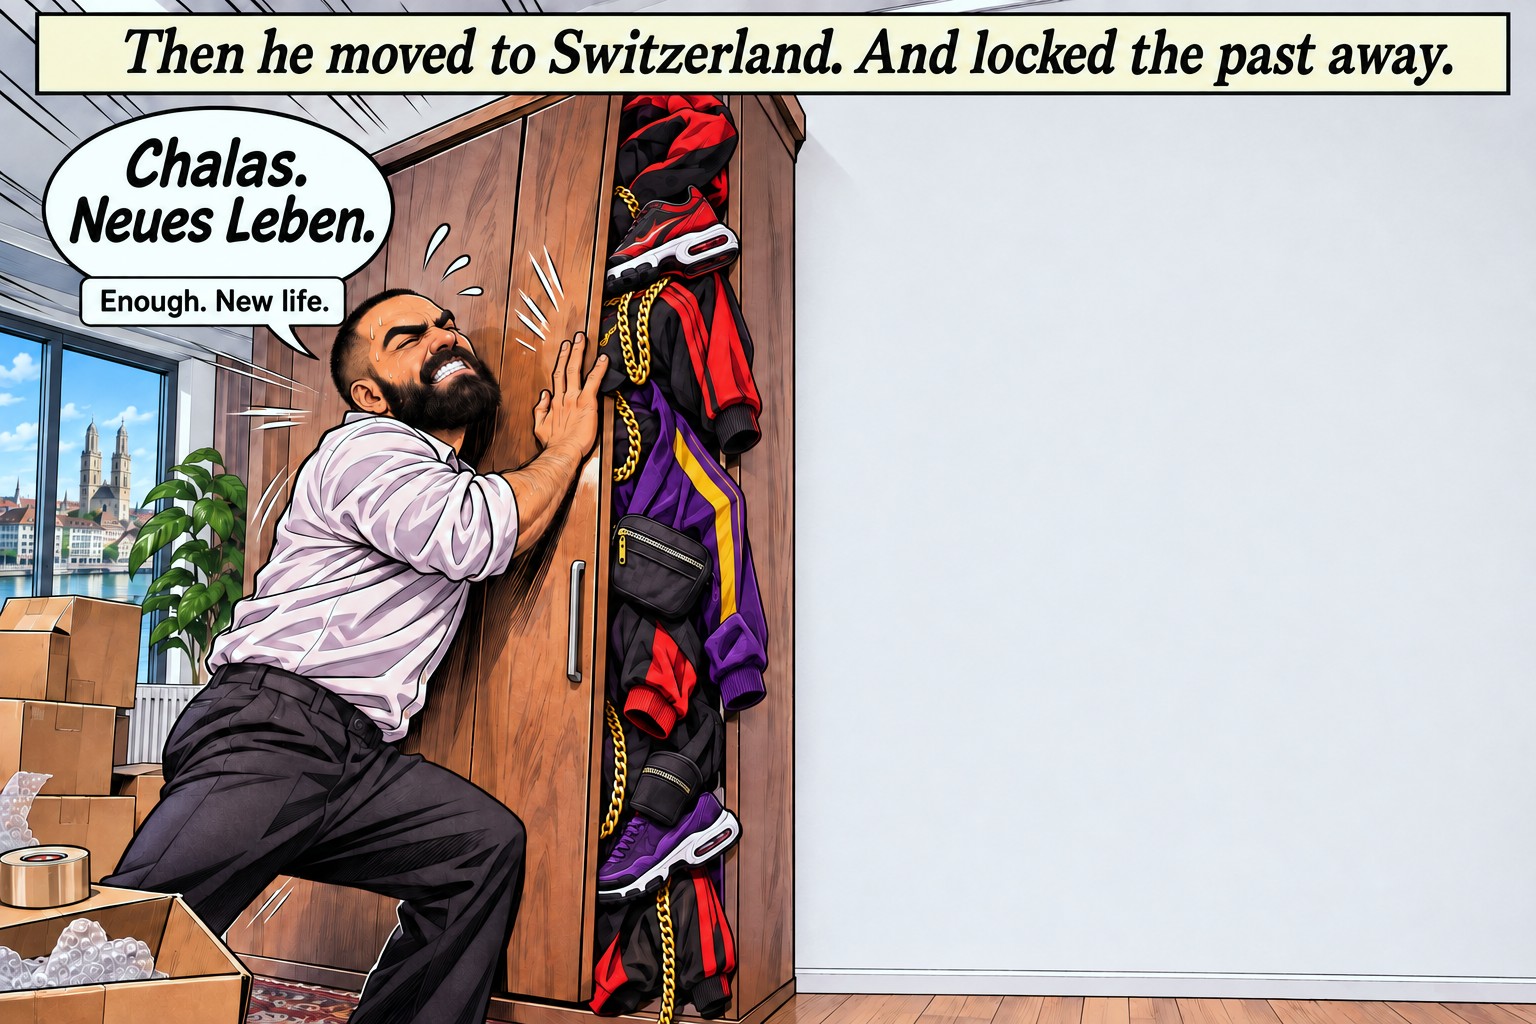 Then he moved to Switzerland. And locked the past away.
Chalas.
Neues Leben.
Enough. New life.